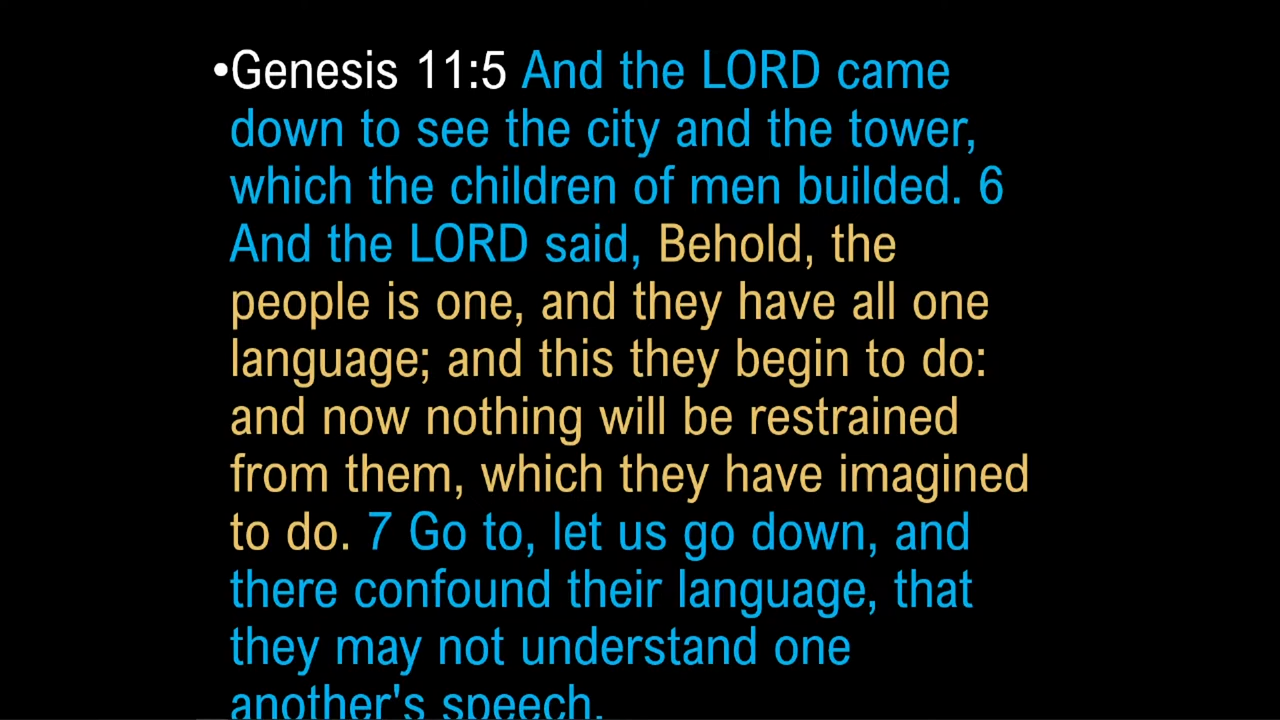 •Genesis 11:5 And the LORD came
down to see the city and the tower,
which the children of men builded. 6
And the LORD said, Behold, the
people is one, and they have all one
language; and this they begin to do:
and now nothing will be restrained
from them, which they have imagined
to do. 7 Go to, let us go down, and
there confound their language, that
they may not understand one
another's speech.